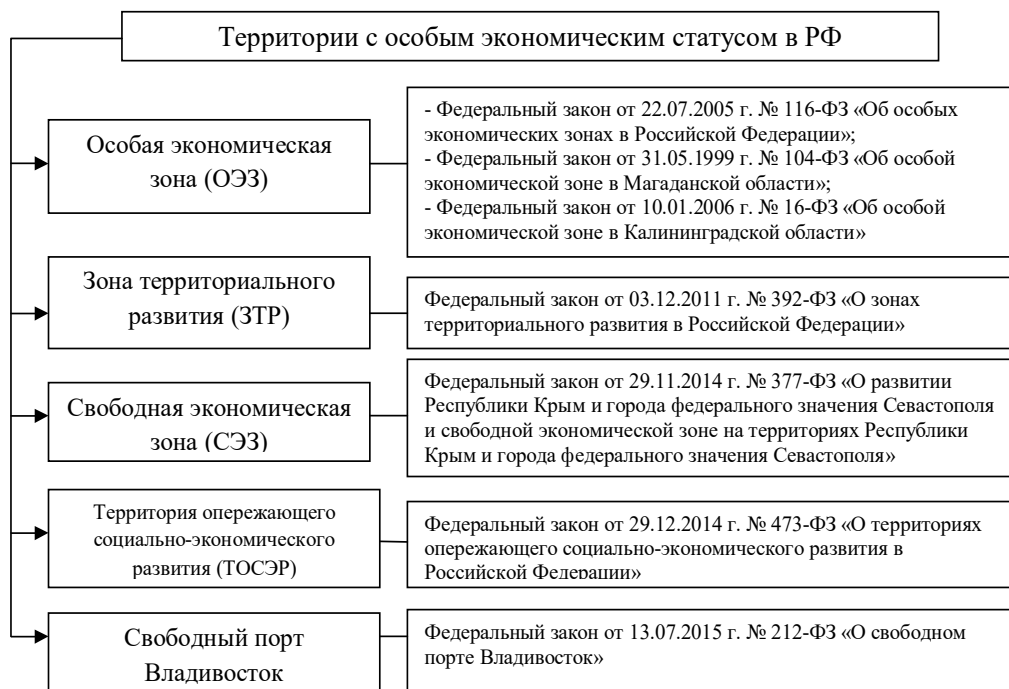 Территории с особым экономическим статусом в РФ
Особая экономическая
зона (ОЭЗ)
- Федеральный закон от 22.07.2005 г. № 116-ФЗ «Об особых
экономических зонах в Российской Федерации»;
- Федеральный закон от 31.05.1999 г. № 104-ФЗ «Об особой
экономической зоне в Магаданской области»;
- Федеральный закон от 10.01.2006 г. № 16-ФЗ «Об особой
экономической зоне в Калининградской области»
Зона территориального
развития (ЗТР)
Федеральный закон от 03.12.2011 г. № 392-ФЗ «О зонах
территориального развития в Российской Федерации»
Свободная экономическая
зона (СЭЗ)
Федеральный закон от 29.11.2014 г. № 377-ФЗ «О развитии
Республики Крым и города федерального значения Севастополя
и свободной экономической зоне на территориях Республики
Крым и города федерального значения Севастополя»
Территория опережающего
социально-экономического
развития (ТОСЭР)
Федеральный закон от 29.12.2014 г. № 473-ФЗ «О территориях
опережающего социально-экономического развития в
Российской Федерации»
Свободный порт
Владивосток
Федеральный закон от 13.07.2015 г. № 212-ФЗ «О свободном
порте Владивосток»